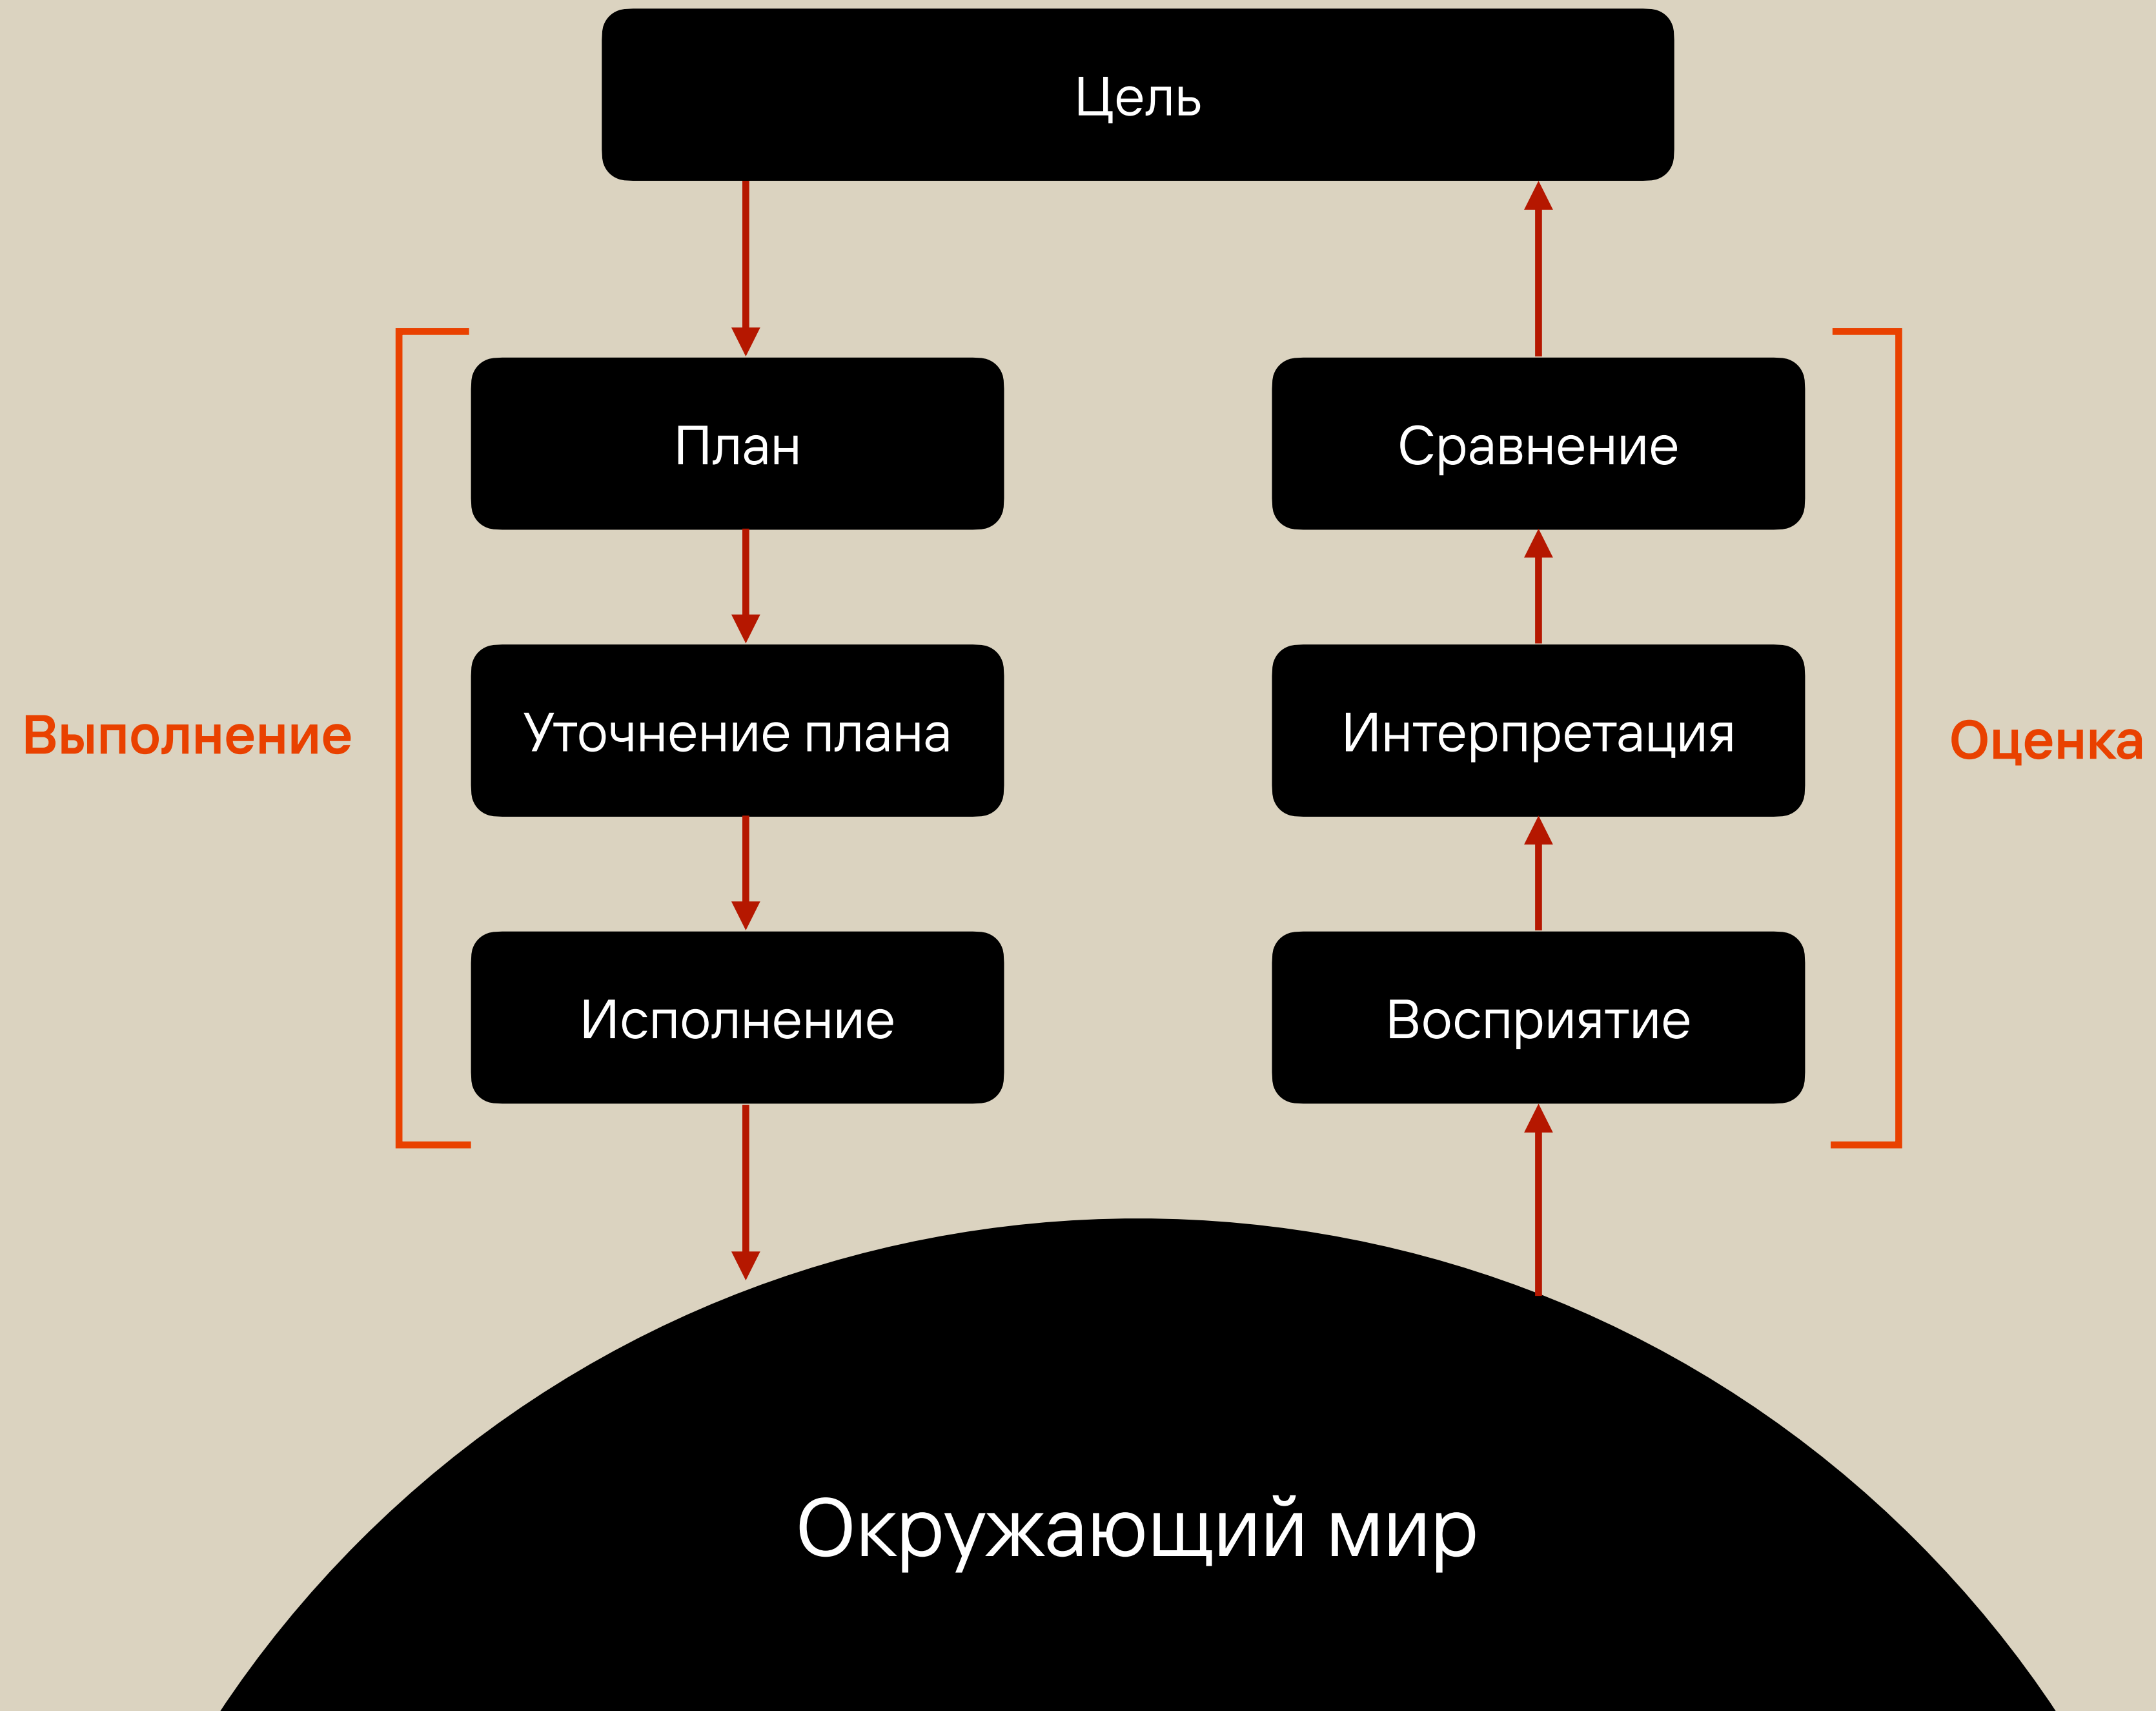 Цель
План
Сравнение
Выполнение
Уточнение плана
Интерпретация
Оценка
Исполнение
Восприятие
Окружающий мир